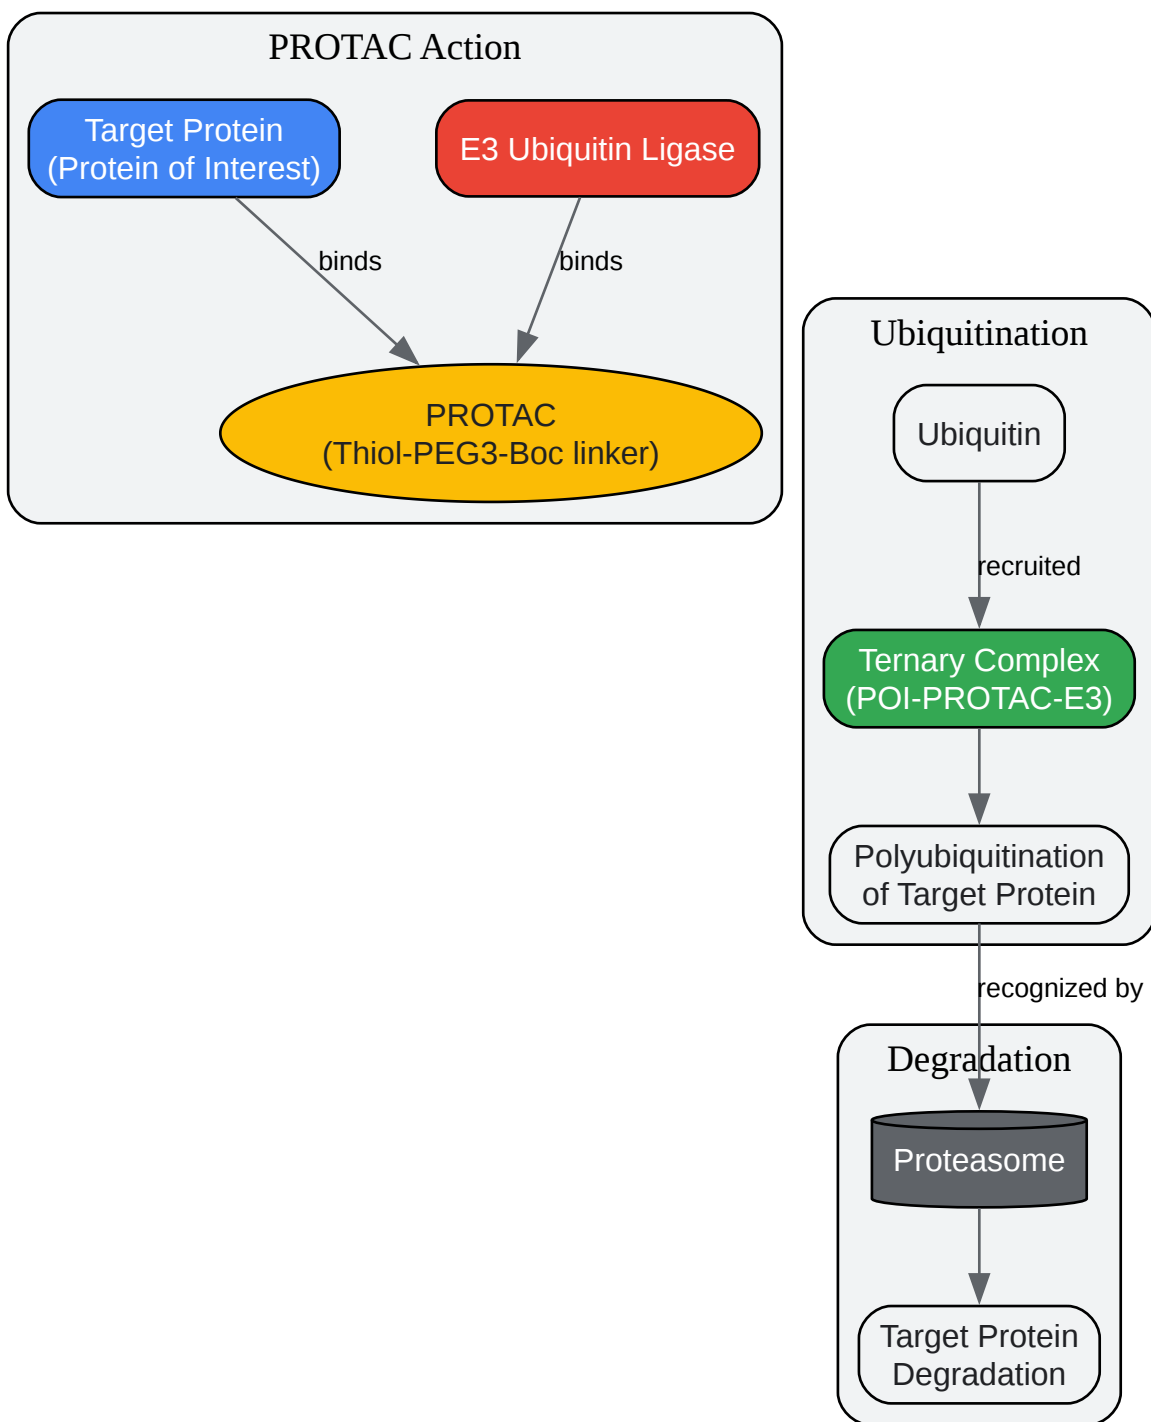 PROTAC Action
Target Protein
(Protein of Interest)
E3 Ubiquitin Ligase
binds
binds
PROTAC
(Thiol-PEG3-Boc linker)
Ubiquitination
Ubiquitin
recruited
Ternary Complex
(POI-PROTAC-E3)
Polyubiquitination
of Target Protein
recognized by
Degradation
Proteasome
Target Protein
Degradation